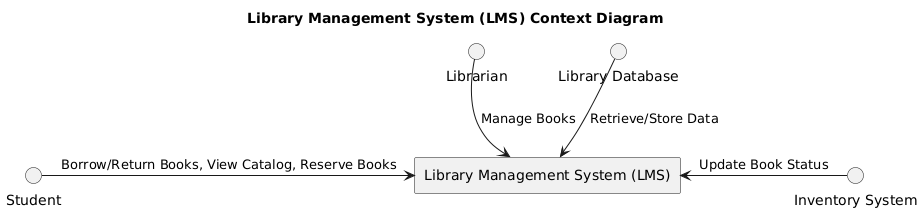 Library Management System (LMS) Context Diagram
Librarian
Library Database
Manage Books
Retrieve/Store Data
Borrow/Return Books, View Catalog, Reserve Books
Library Management System (LMS)
Update Book Status
Student
Inventory System